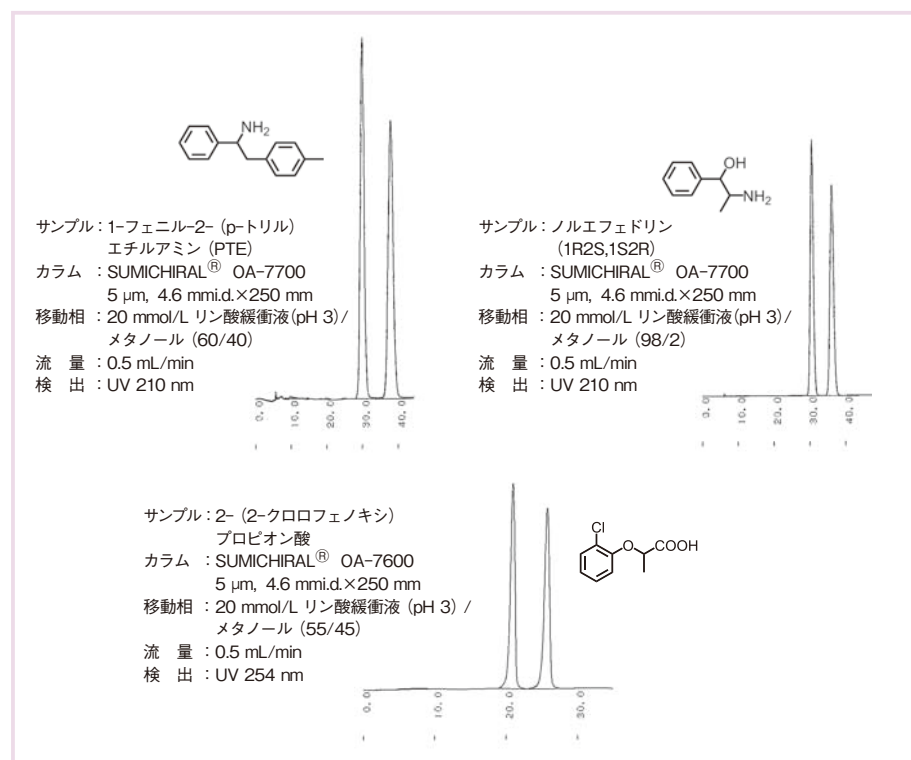 NH2
サンプル：1-フェニル-2-（p-トリル）
エチルアミン（PTE）
カラム ：SUMICHIRAL® OA-7700
5 μm, 4.6 mmi.d.×250 mm
移動相：20 mmol/L リン酸緩衝液(pH 3)/
メタノール（60/40）
流 量：0.5 mL/min
検 出：UV 210 nm
0.0
10.0
20.0
30.0
40.0
OH
NH2
サンプル：ノルエフェドリン
(1R2S,1S2R)
カラム ：SUMICHIRAL® OA-7700
5 μm, 4.6 mmi.d.×250 mm
移動相：20 mmol/L リン酸緩衝液(pH 3)/
メタノール（98/2）
流 量：0.5 mL/min
検 出：UV 210 nm
0.0
10.0
20.0
30.0
40.0
サンプル：2-（2-クロロフェノキシ）
プロピオン酸
カラム ：SUMICHIRAL® OA-7600
5 μm, 4.6 mmi.d.×250 mm
移動相：20 mmol/L リン酸緩衝液（pH 3）/
メタノール（55/45）
流 量：0.5 mL/min
検 出：UV 254 nm
Cl
O
COOH
0.0
10.0
20.0
30.0